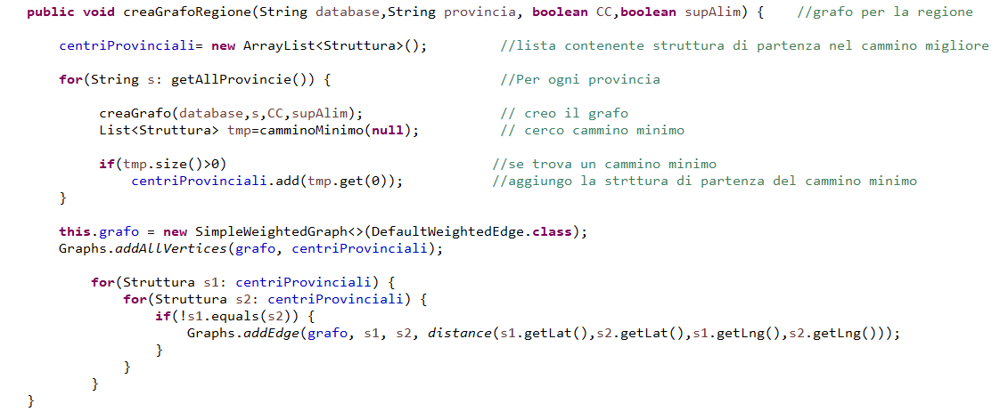 public void creaGrafoRegione(String database,String provincia, boolean CC,boolean supAlim) {    //grafo per la regione
centriProvinciali= new ArrayList<Struttura>();         //lista contenente struttura di partenza nel cammino migliore
for(String s: getAllProvincie()) {                     //Per ogni provincia
creaGrafo(database,s,CC,supAlim);                 // creo il grafo
List<Struttura> tmp=camminoMinimo(null);          // cerco cammino minimo
if(tmp.size()>0)                                 //se trova un cammino minimo
centriProvinciali.add(tmp.get(0));           //aggiungo la strttura di partenza del cammino minimo
}
this.grafo = new SimpleWeightedGraph<>(DefaultWeightedEdge.class);
Graphs.addAllVertices(grafo, centriProvinciali);
for(Struttura s1: centriProvinciali) {
for(Struttura s2: centriProvinciali) {
if(!s1.equals(s2)) {
Graphs.addEdge(grafo, s1, s2, distance(s1.getLat(),s2.getLat(),s1.getLng(),s2.getLng()));
}
}
}
}